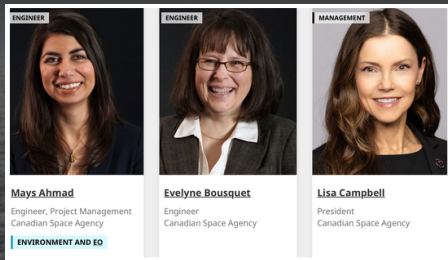 ENGINEER
Mays Ahmad
Engineer, Project Management
Canadian Space Agency
ENVIRONMENT AND EO
ENGINEER
Evelyne Bousquet
Engineer
Canadian Space Agency
MANAGEMENT
Lisa Campbell
President
Canadian Space Agency